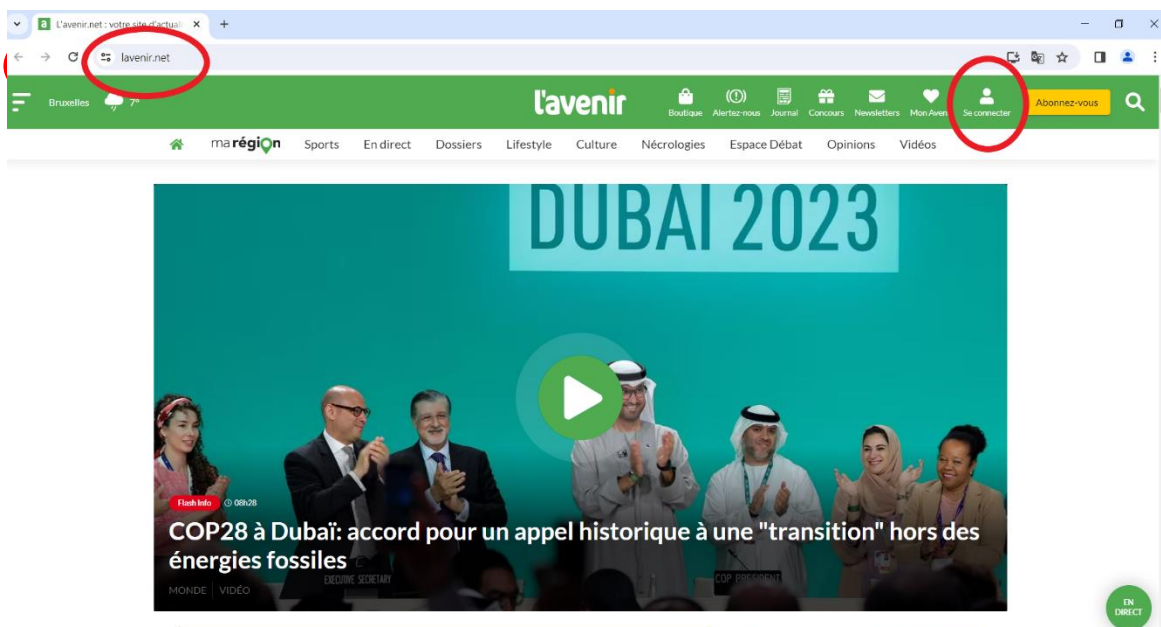 L'avenir.net : votre site d'actuali
lavenir.net
Bruxelles 7°
l'avenir
Boutique Alertez-nous Journal Concours Newsletters Mon Aven Se connecter Abonnez-vous
ma région Sports En direct Dossiers Lifestyle Culture Nécrologies Espace Débat Opinions Vidéos
DUBAI 2023
Flash Info 08h28
COP28 à Dubaï: accord pour un appel historique à une "transition" hors des
énergies fossiles
EXECUTIVE SECRETARY COP PRESIDENT
MONDE VIDÉO
EN
DIRECT